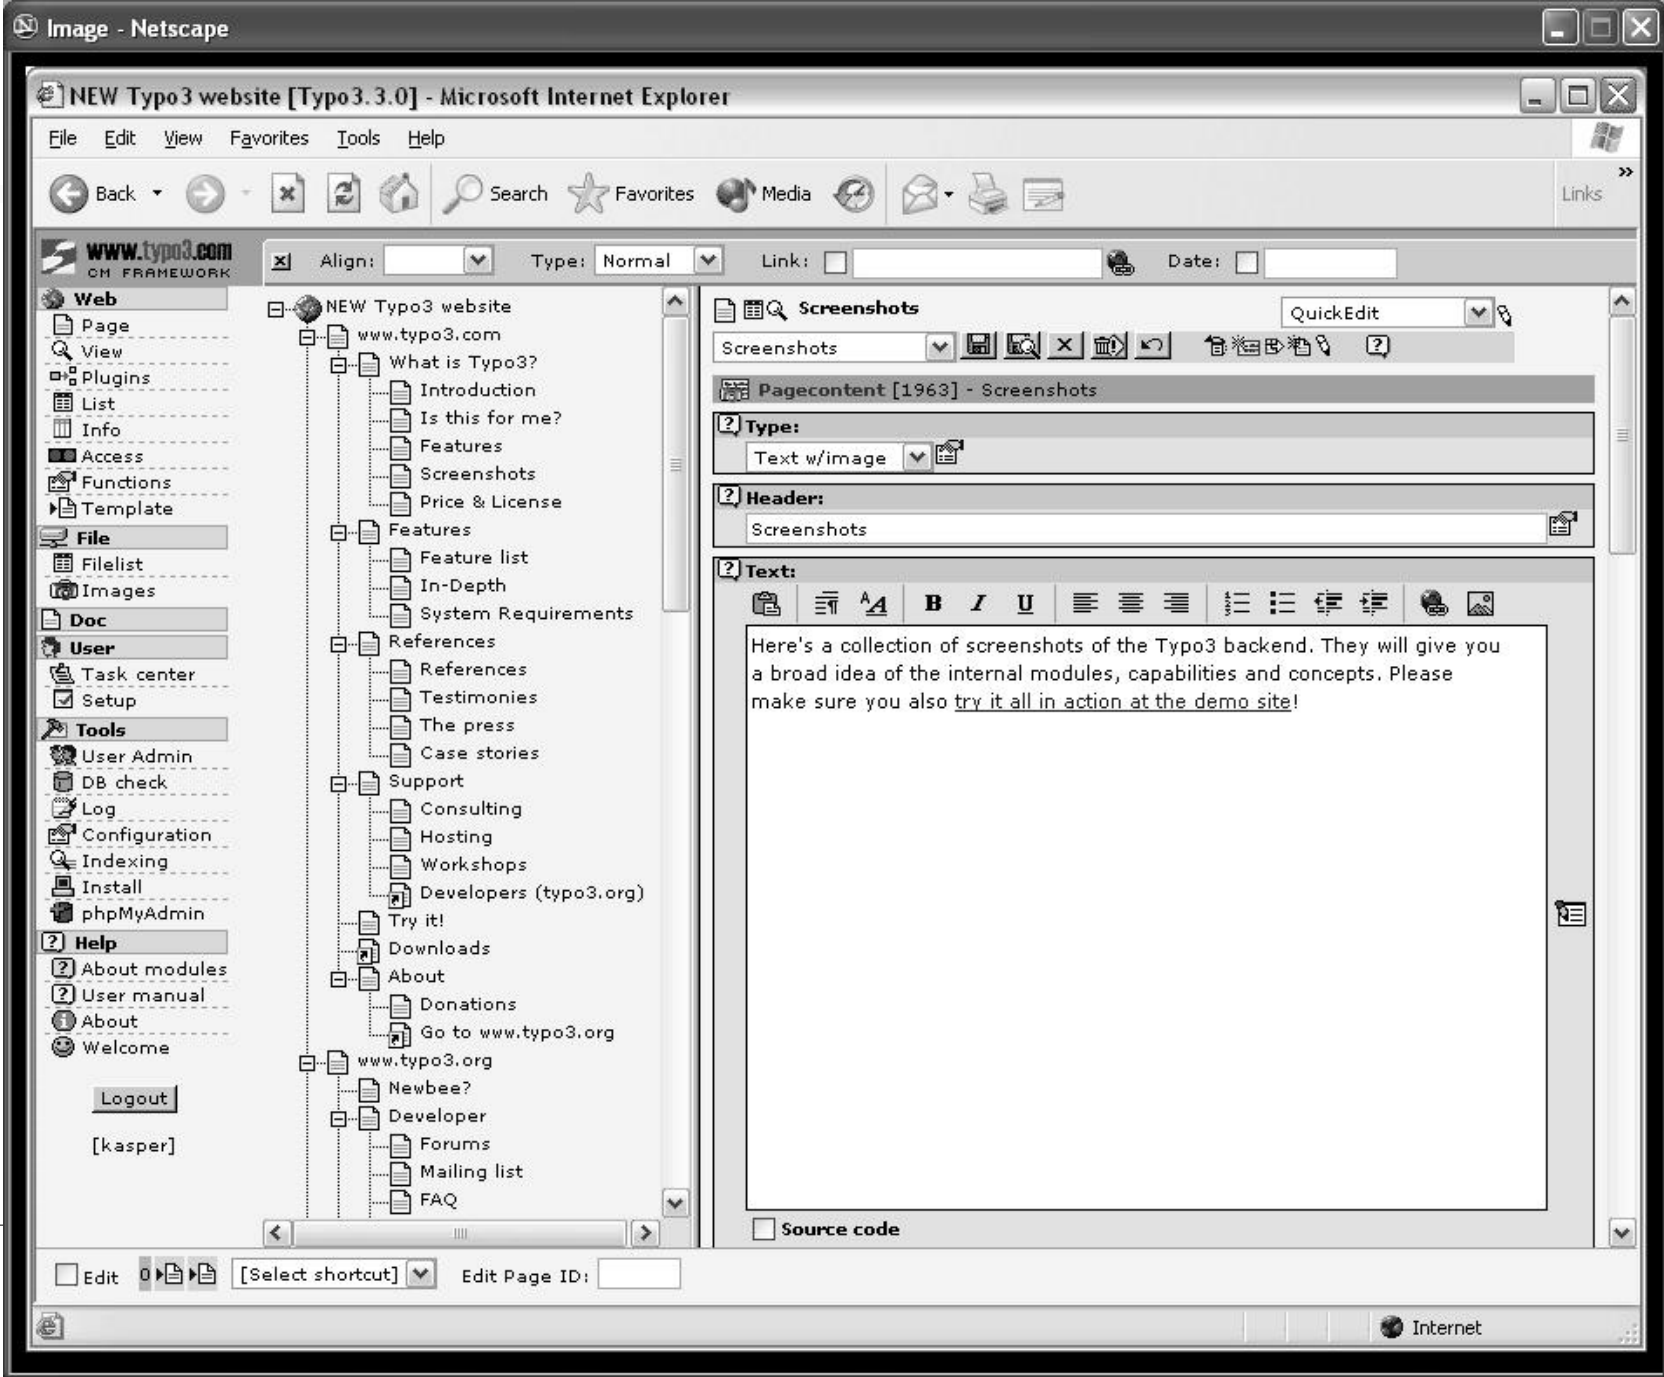 Image - Netscape
NEW Typo3 website [Typo3.3.0] - Microsoft Internet Explorer
File Edit View Favorites Tools Help
Back Search Favorites Media Links
www.typo3.com
CM FRAMEWORK
Align: Type: Normal Link: Date:
Web
Page
View
Plugins
List
Info
Access
Functions
Template
File
Filelist
Images
Doc
User
Task center
Setup
Tools
User Admin
DB check
Log
Configuration
Indexing
Install
phpMyAdmin
Help
About modules
User manual
About
Welcome
Logout
[kasper]
NEW Typo3 website
www.typo3.com
What is Typo3?
Introduction
Is this for me?
Features
Screenshots
Price & License
Features
Feature list
In-Depth
System Requirements
References
References
Testimonies
The press
Case stories
Support
Consulting
Hosting
Workshops
Developers (typo3.org)
Try it!
Downloads
About
Donations
Go to www.typo3.org
www.typo3.org
Newbee?
Developer
Forums
Mailing list
FAQ
Screenshots QuickEdit
Screenshots
Pagecontent [1963] - Screenshots
Type:
Text w/image
Header:
Screenshots
Text:
B I U
Here's a collection of screenshots of the Typo3 backend. They will give you
a broad idea of the internal modules, capabilities and concepts. Please
make sure you also try it all in action at the demo site!
Source code
Edit 0 [Select shortcut] Edit Page ID:
Internet